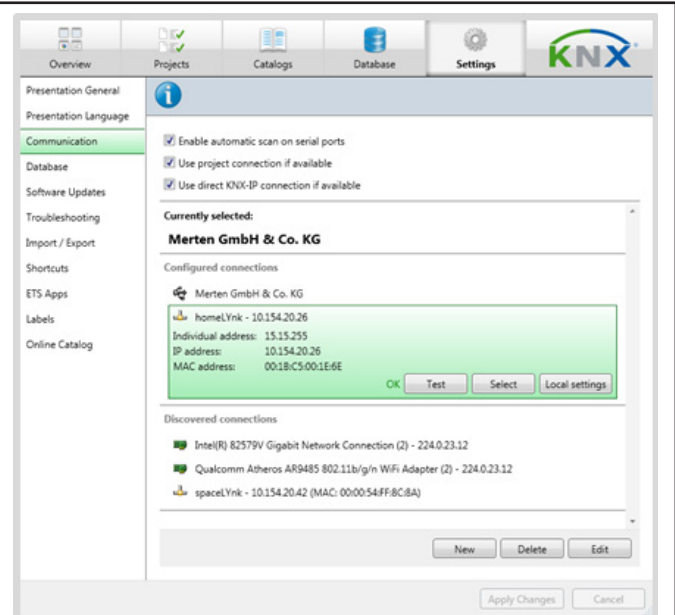 Overview Projects Catalogs Database Settings KNX
Presentation General
Presentation Language
Communication
Database
Software Updates
Troubleshooting
Import / Export
Shortcuts
ETS Apps
Labels
Online Catalog
Enable automatic scan on serial ports
Use project connection if available
Use direct KNX-IP connection if available
Currently selected:
Merten GmbH & Co. KG
Configured connections
Merten GmbH & Co. KG
homeLYnk - 10.154.20.26
Individual address: 15.15.255
IP address: 10.154.20.26
MAC address: 00:1B:C5:00:1E:6E
OK Test Select Local settings
Discovered connections
Intel(R) 82579V Gigabit Network Connection (2) - 224.0.23.12
Qualcomm Atheros AR9485 802.11b/g/n WiFi Adapter (2) - 224.0.23.12
spaceLYnk - 10.154.20.42 (MAC: 00:00:54:FF:8C:8A)
New Delete Edit
Apply Changes Cancel